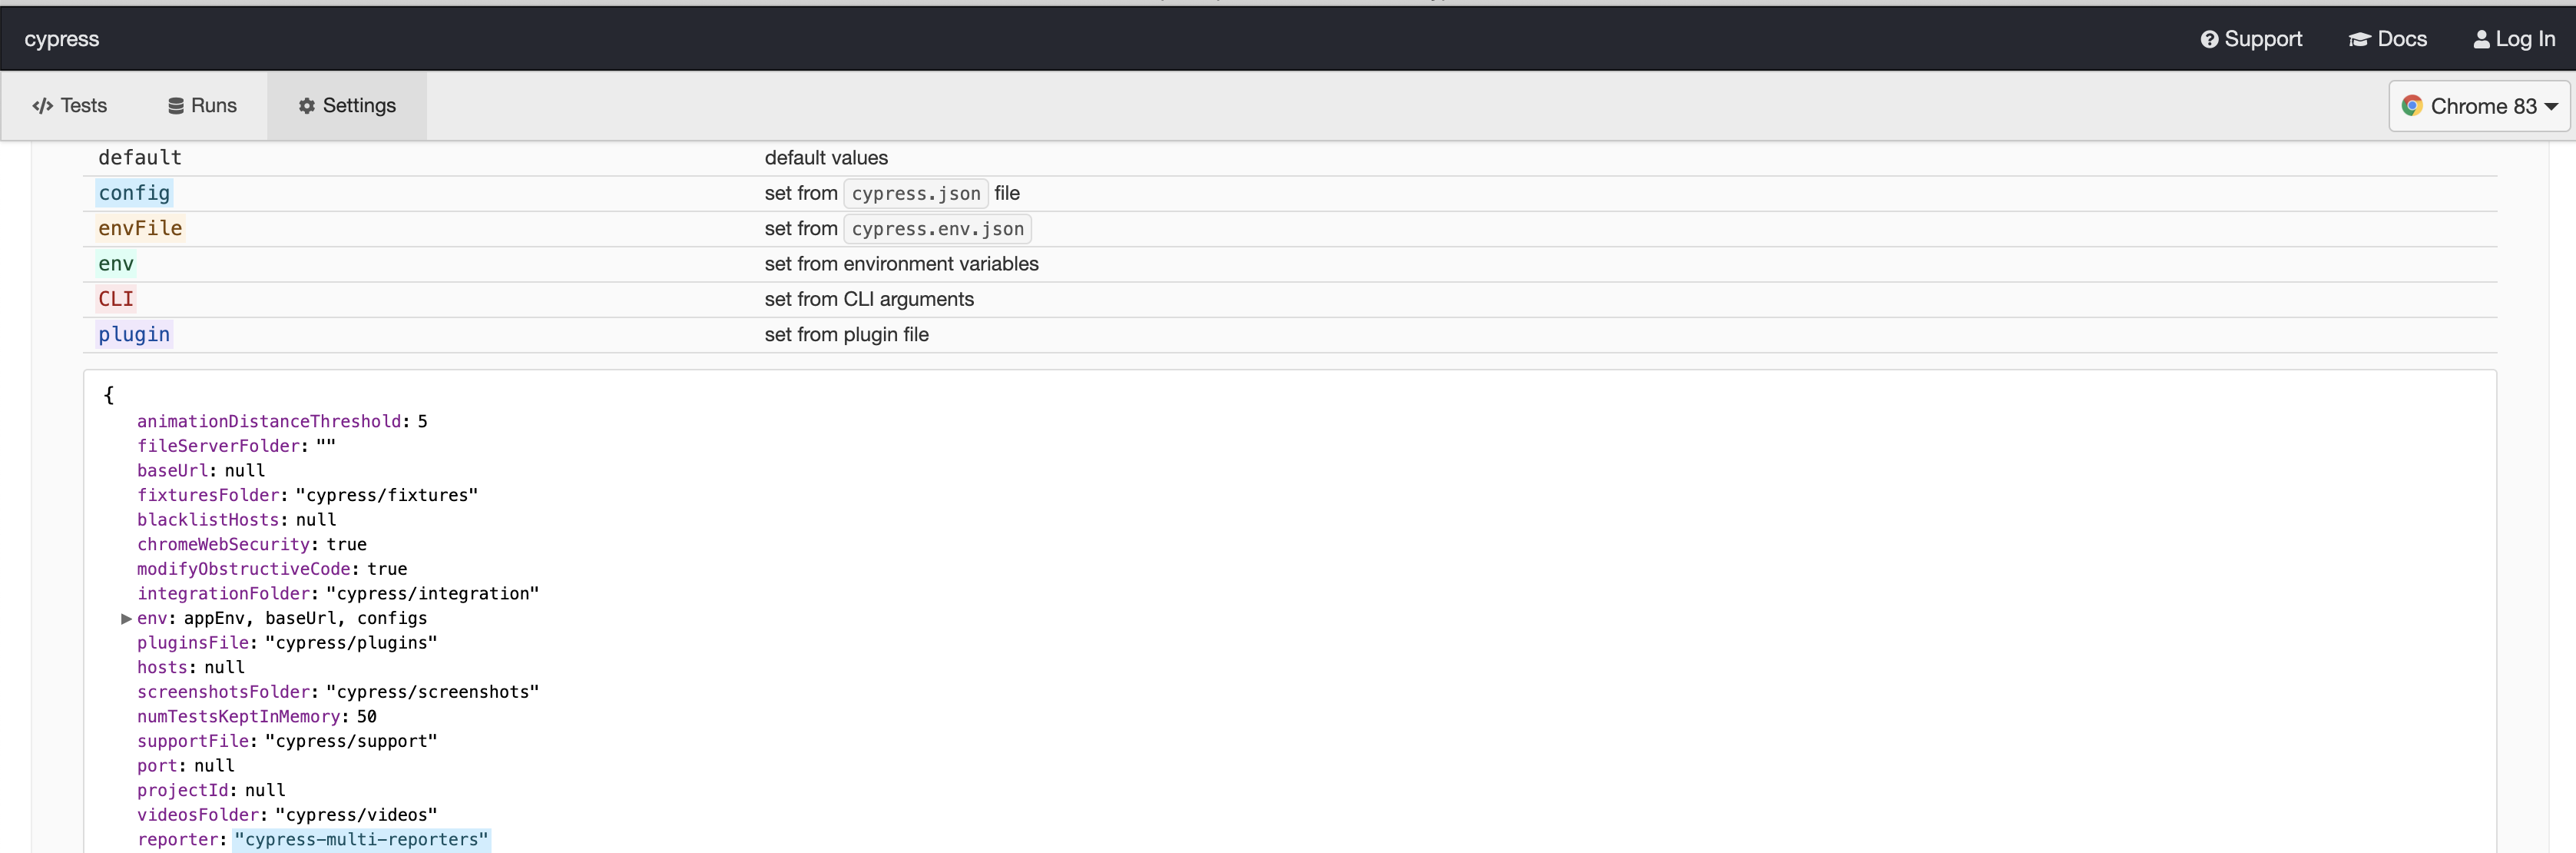 cypress
Support Docs Log In
Tests Runs Settings Chrome 83
default default values
config set from cypress.json file
envFile set from cypress.env.json
env set from environment variables
CLI set from CLI arguments
plugin set from plugin file
{
animationDistanceThreshold: 5
fileServerFolder: ""
baseUrl: null
fixturesFolder: "cypress/fixtures"
blacklistHosts: null
chromeWebSecurity: true
modifyObstructiveCode: true
integrationFolder: "cypress/integration"
env: appEnv, baseUrl, configs
pluginsFile: "cypress/plugins"
hosts: null
screenshotsFolder: "cypress/screenshots"
numTestsKeptInMemory: 50
supportFile: "cypress/support"
port: null
projectId: null
videosFolder: "cypress/videos"
reporter: "cypress-multi-reporters"